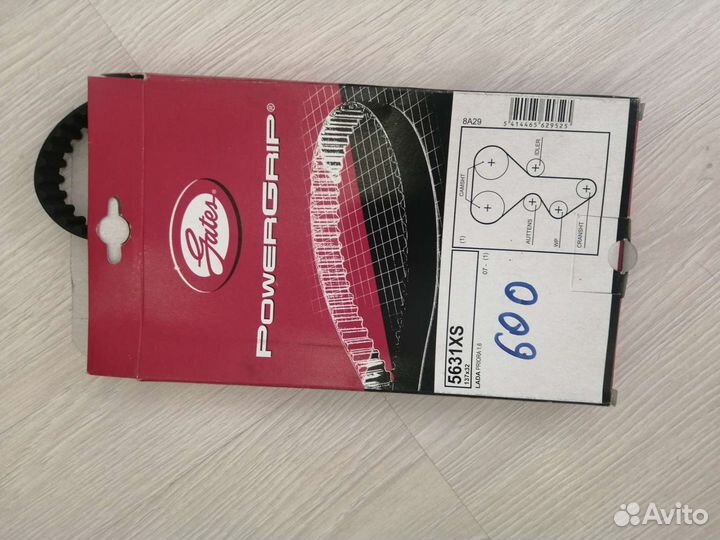 Gates®
POWERGRIP®
8A29
5 414465 629525
CAMSHT
IDLER
AUTTENS
WP
CRANKSHT
(1)
07 - (1)
5631XS
137x32
LADA PRIORA 1.6
600
Avito